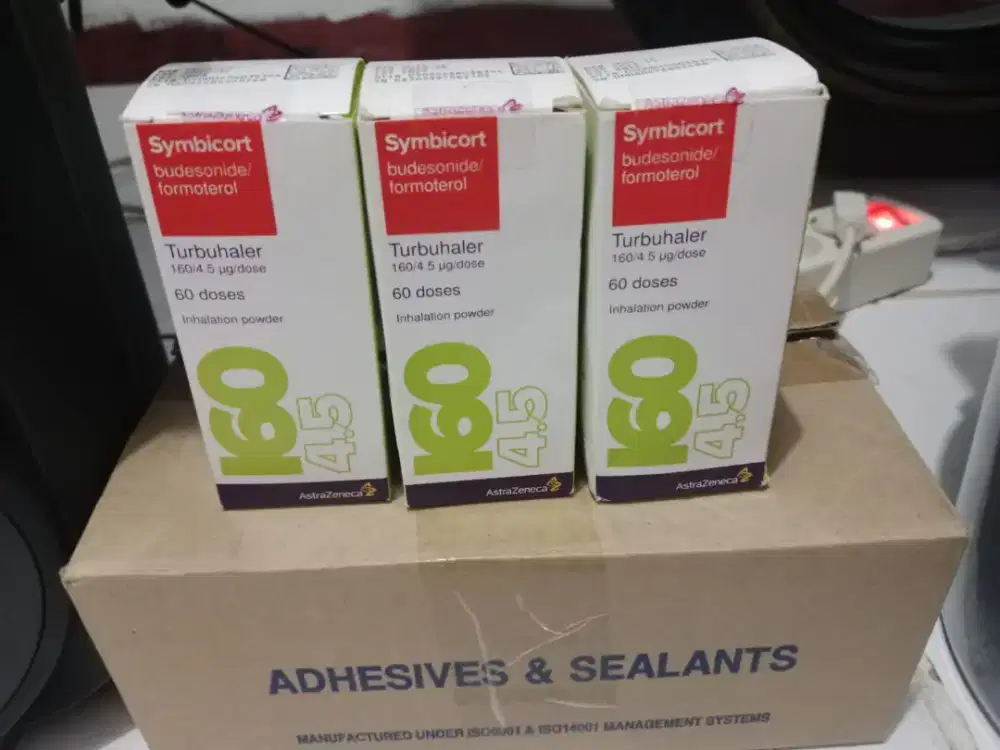 Symbicort
budesonide/
formoterol
Turbuhaler
160/4.5 µg/dose
60 doses
Inhalation powder
160
4.5
AstraZeneca
Symbicort
budesonide/
formoterol
Turbuhaler
160/4.5 µg/dose
60 doses
Inhalation powder
160
4.5
AstraZeneca
Symbicort
budesonide/
formoterol
Turbuhaler
160/4.5 µg/dose
60 doses
Inhalation powder
160
4.5
AstraZeneca
ADHESIVES & SEALANTS
MANUFACTURED UNDER ISO9001 & ISO14001 MANAGEMENT SYSTEMS